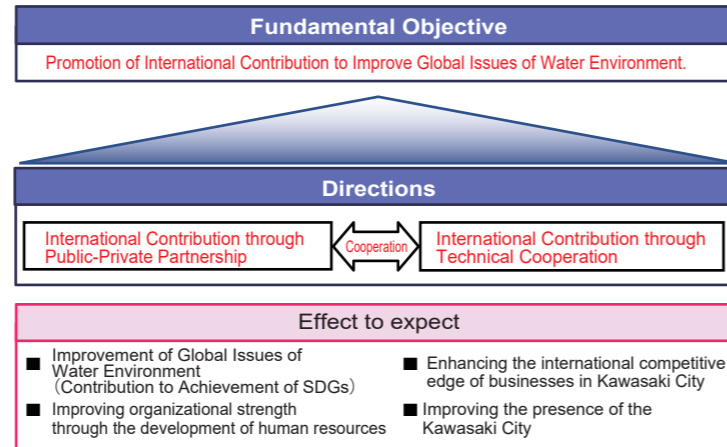 Fundamental Objective
Promotion of International Contribution to Improve Global Issues of Water Environment.
Directions
International Contribution through
Public-Private Partnership
Cooperation
International Contribution through
Technical Cooperation
Effect to expect
■ Improvement of Global Issues of
Water Environment
（Contribution to Achievement of SDGs）
■ Improving organizational strength
through the development of human resources
■ Enhancing the international competitive
edge of businesses in Kawasaki City
■ Improving the presence of the
Kawasaki City